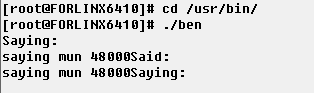 [root@FORLINX6410]# cd /usr/bin/
[root@FORLINX6410]# ./ben
Saying:
saying mun 48000Said:
saying mun 48000Saying: